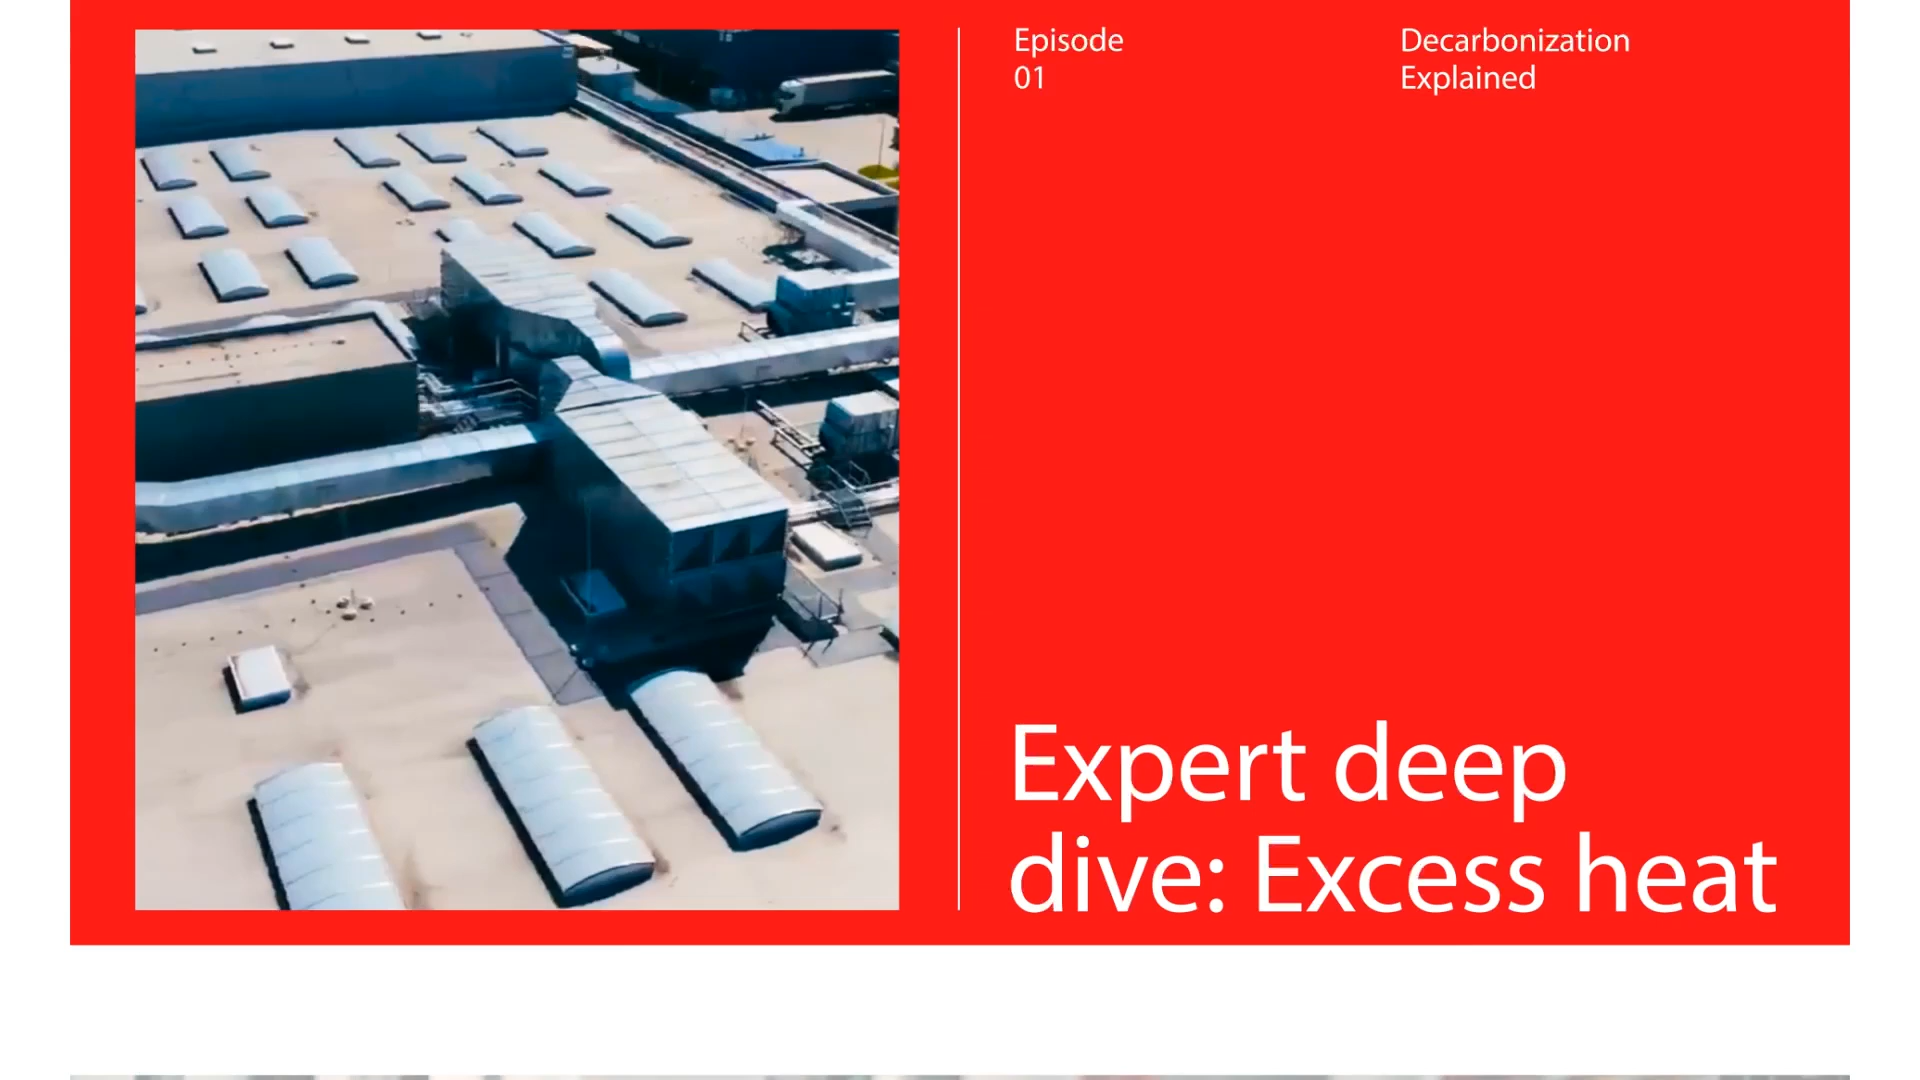 Episode
01
Decarbonization
Explained
Expert deep
dive: Excess heat